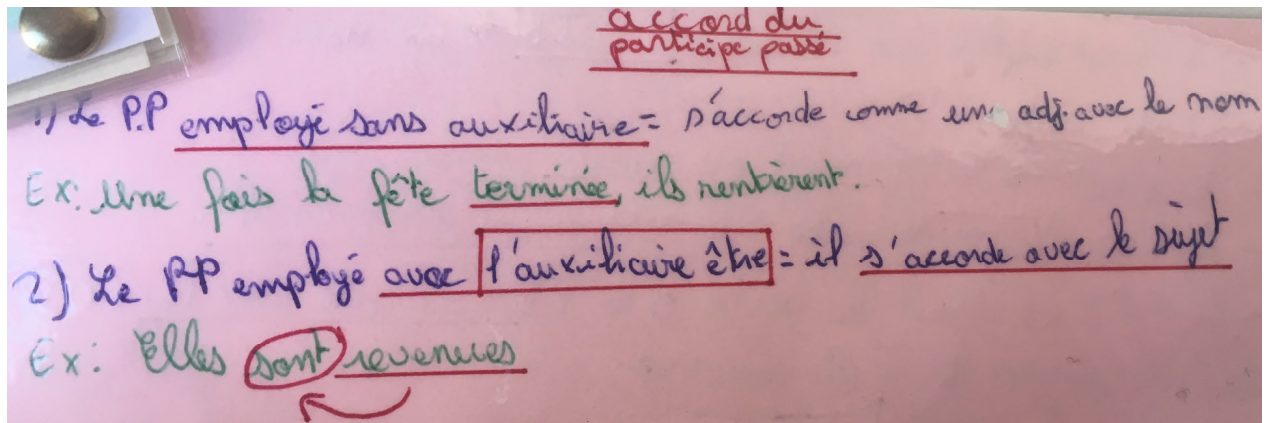 accord du
participe passé
1) Le P.P employé sans auxiliaire = s'accorde comme un adj. avec le nom
Ex: Une fois la fête terminée, ils rentrèrent.
2) Le PP employé avec l'auxiliaire être = il s'accorde avec le sujet
Ex: Elles sont revenues